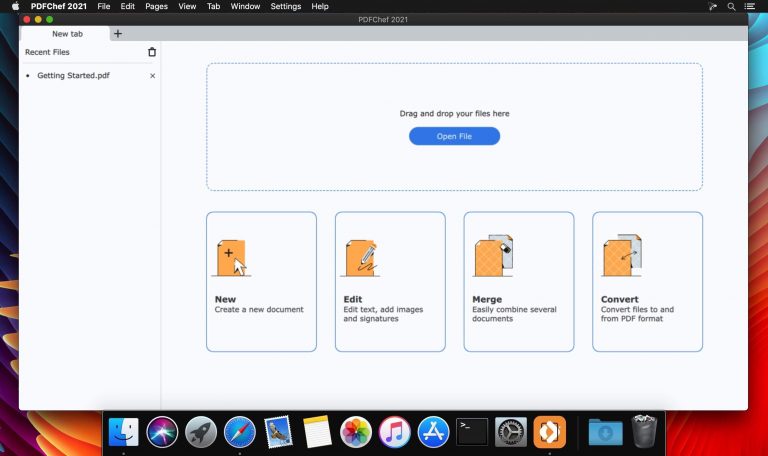 PDFChef 2021 File Edit Pages View Tab Window Settings Help
PDFChef 2021
New tab
Recent Files
Getting Started.pdf
Drag and drop your files here
Open File
New
Create a new document
Edit
Edit text, add images
and signatures
Merge
Easily combine several
documents
Convert
Convert files to and
from PDF format
>_